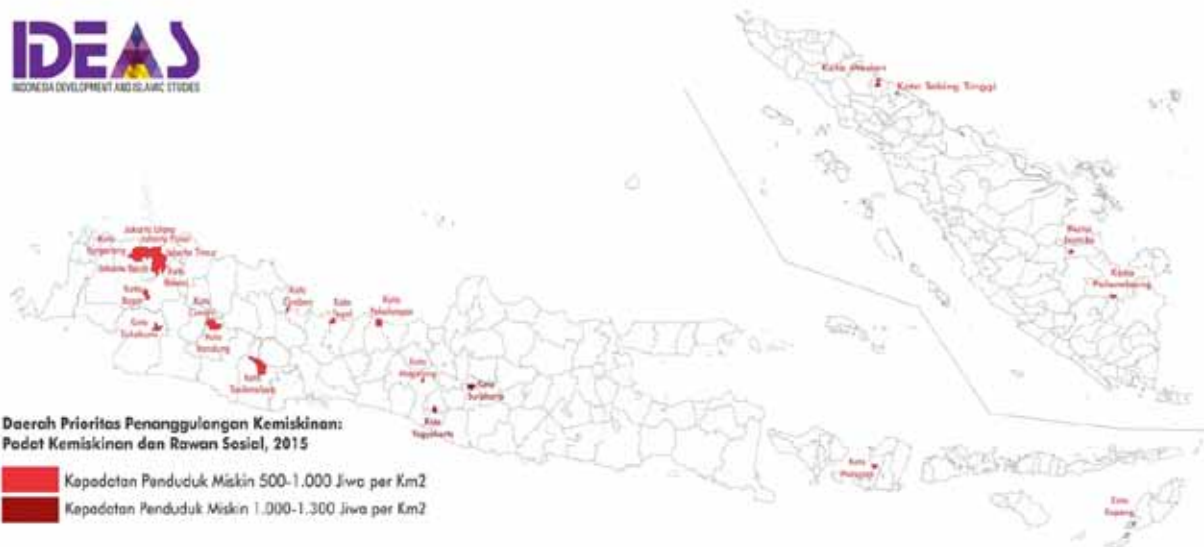 IDEAS
INDONESIA DEVELOPMENT AND ISLAMIC STUDIES
Kota Medan
Kota Tebing Tinggi
Jakarta Utara
Kota
Jakarta Pusat
Tangerang
Jakarta Timur
Jakarta Barat
Kota
Bekasi
Kota
Bogor
Kota
Sukabumi
Kota
Cimahi
Kota
Bandung
Kota
Tasikmalaya
Kota
Cirebon
Kota
Tegal
Kota
Pekalongan
Kota
Magelang
Kota
Surakarta
Kota
Yogyakarta
Kota
Jambi
Kota
Palembang
Kota
Mataram
Kota
Kupang
Daerah Prioritas Penanggulangan Kemiskinan:
Padat Kemiskinan dan Rawan Sosial, 2015
Kepadatan Penduduk Miskin 500-1.000 Jiwa per Km2
Kepadatan Penduduk Miskin 1.000-1.300 Jiwa per Km2